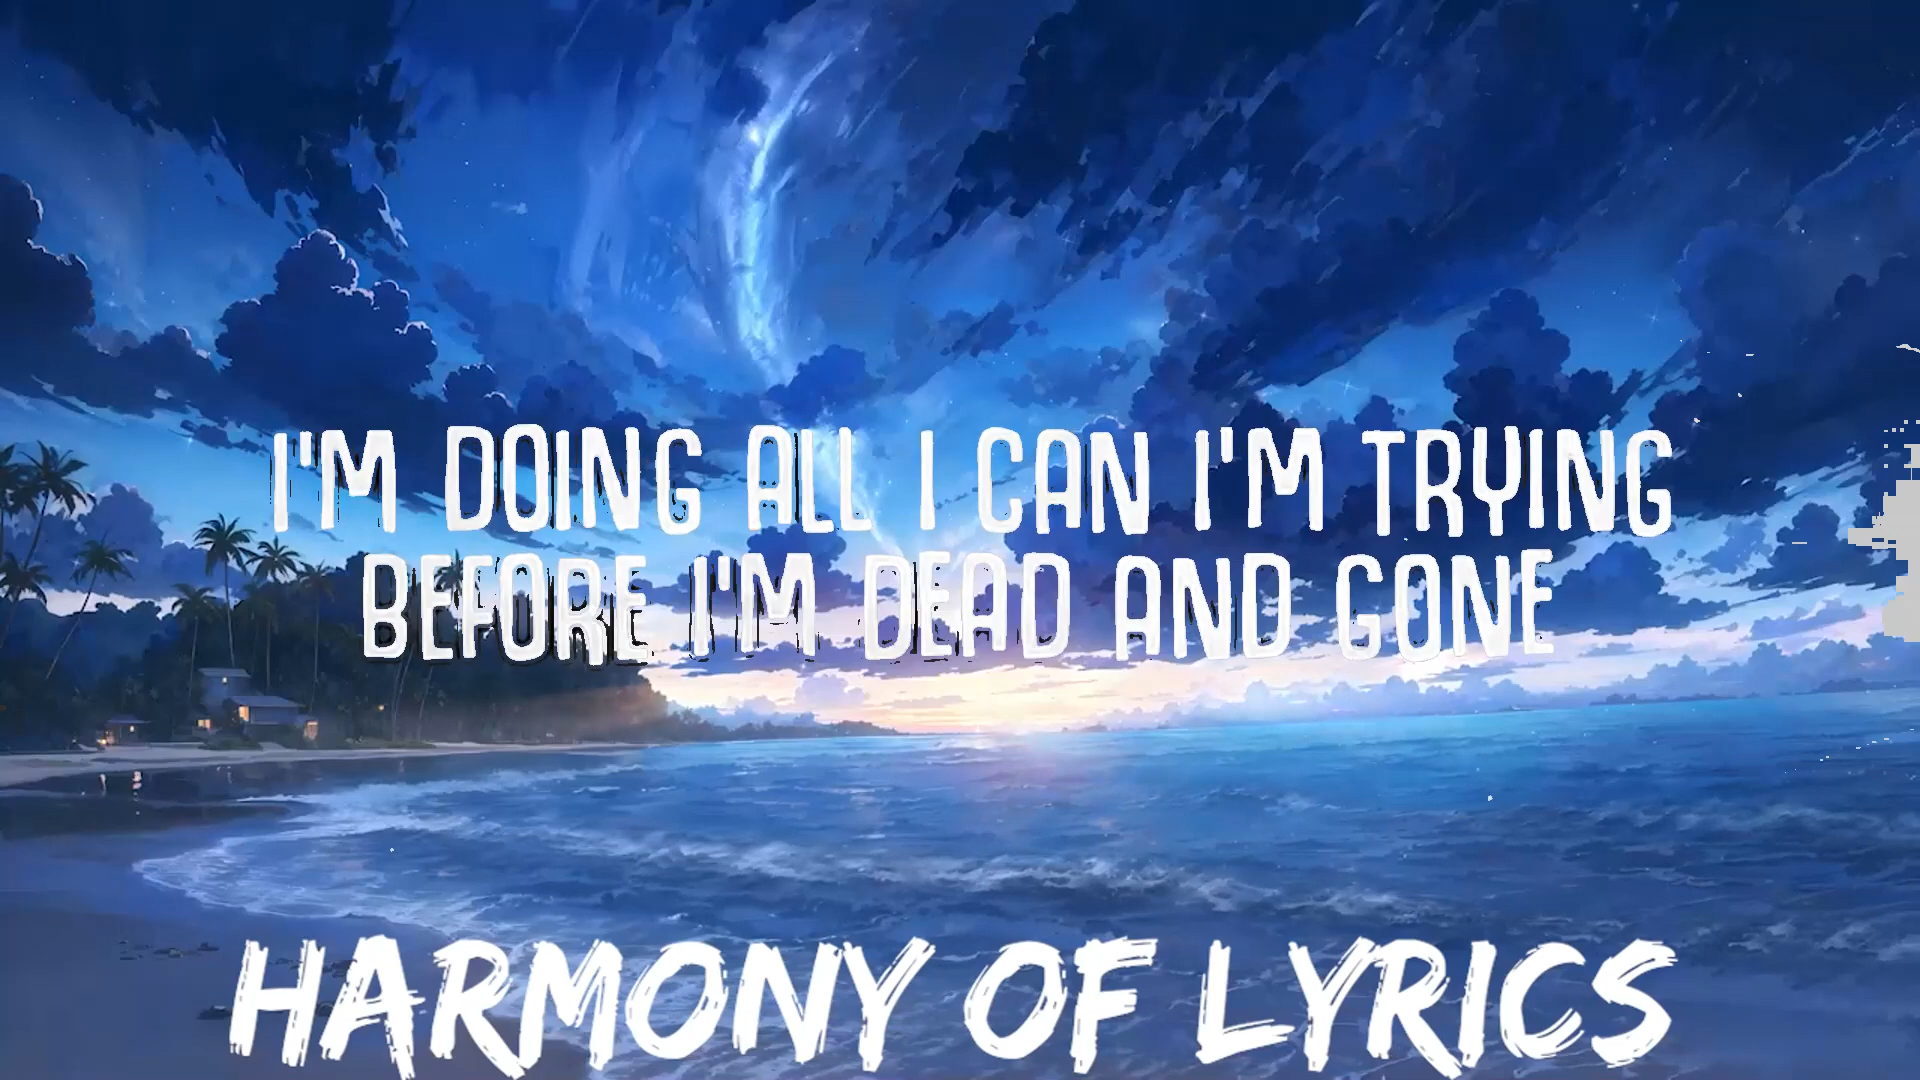 I'M DOING ALL I CAN I'M TRYING
BEFORE I'M DEAD AND GONE
HARMONY OF LYRICS